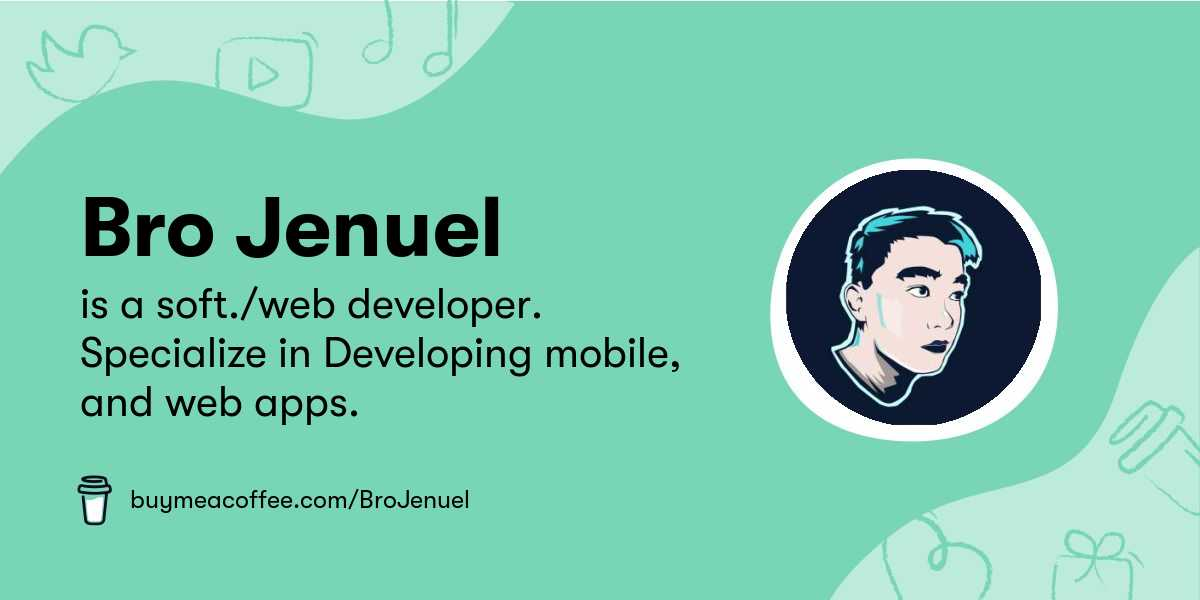 Bro Jenuel
is a soft./web developer.
Specialize in Developing mobile,
and web apps.
buymeacoffee.com/BroJenuel